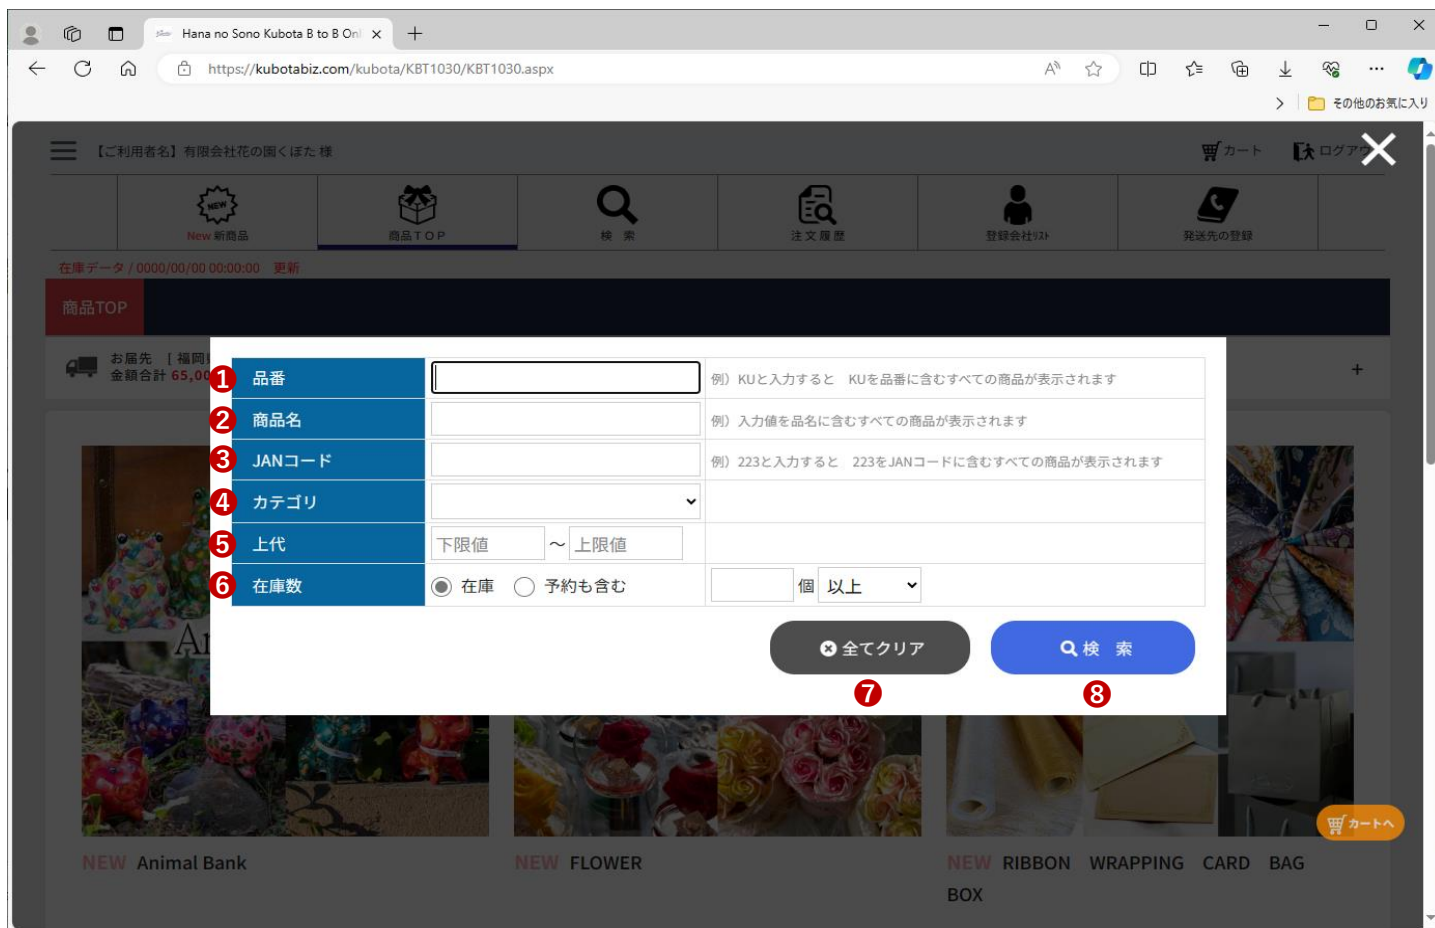 Hana no Sono Kubota B to B Onl
https://kubotabiz.com/kubota/KBT1030/KBT1030.aspx
その他のお気に入り
【ご利用者名】有限会社花の園くぼた 様
カート
ログアウ
NEW
New 新商品
商品TOP
検 索
注文履歴
登録会社リスト
発送先の登録
在庫データ / 0000/00/00 00:00:00 更新
商品TOP
お届先 [ 福岡
金額合計 65,00
+
❶ 品番
例）KUと入力すると KUを品番に含むすべての商品が表示されます
❷ 商品名
例）入力値を品名に含むすべての商品が表示されます
❸ JANコード
例）223と入力すると 223をJANコードに含むすべての商品が表示されます
❹ カテゴリ
❺ 上代
下限値 ～ 上限値
❻ 在庫数
在庫 予約も含む
個 以上
全てクリア
検 索
❼
❽
An
カートへ
NEW Animal Bank
NEW FLOWER
NEW RIBBON WRAPPING CARD BAG
BOX